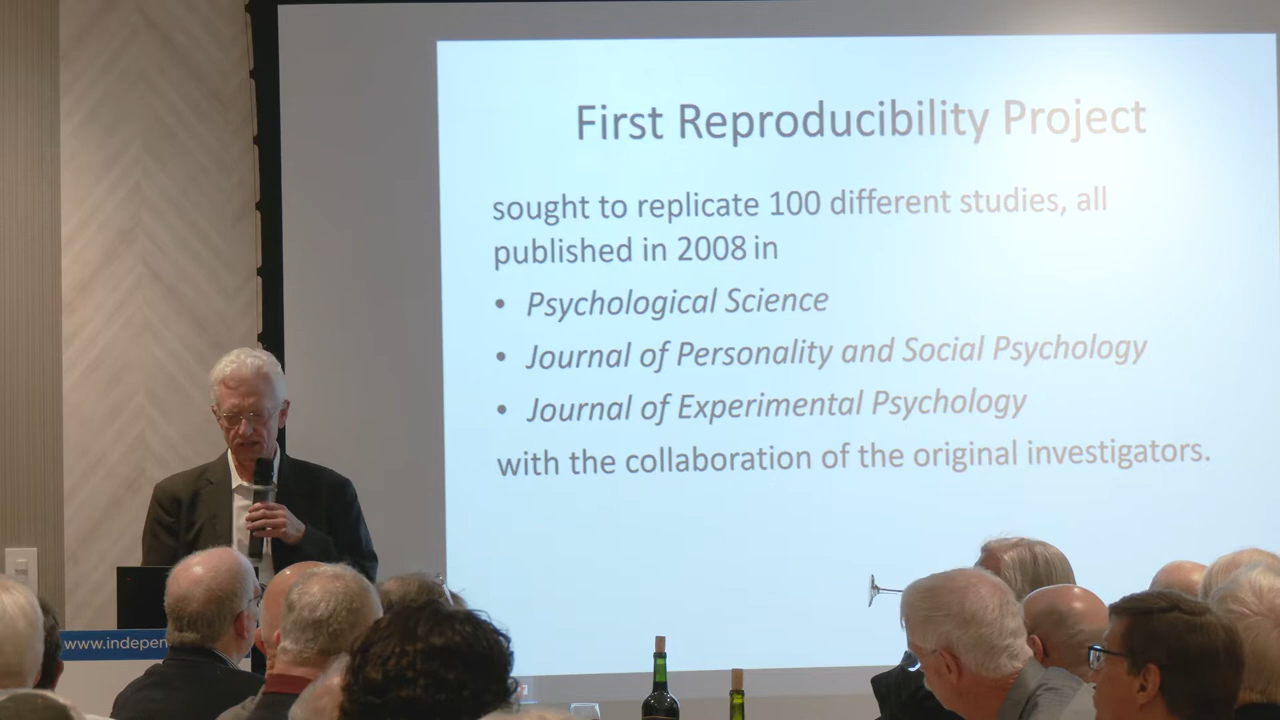 First Reproducibility Project
sought to replicate 100 different studies, all
published in 2008 in
• Psychological Science
• Journal of Personality and Social Psychology
• Journal of Experimental Psychology
with the collaboration of the original investigators.
www.indepen